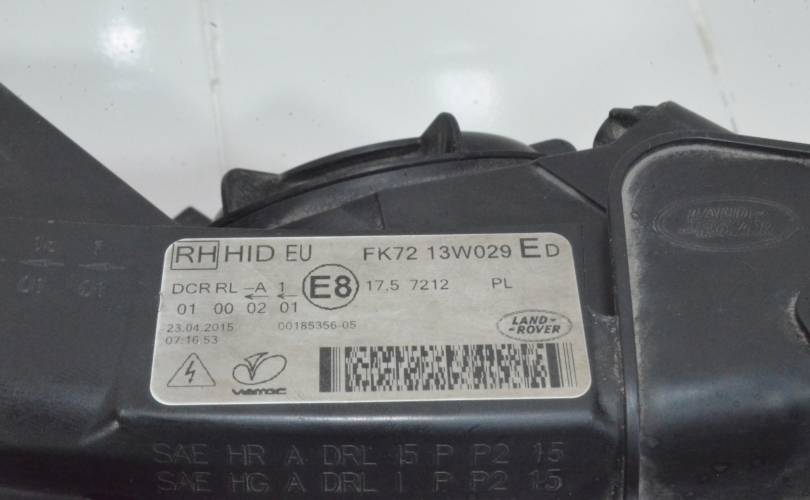 RH HID EU FK72 13W029 E D
DCR RL -A 1 E8 17.5 7212 PL
01 00 02 01
23.04.2015 00185356-05
07:16:53
LAND-
-ROVER
SAE HR A DRL 15 P P2 15
SAE HG A DRL 1 P P2 15